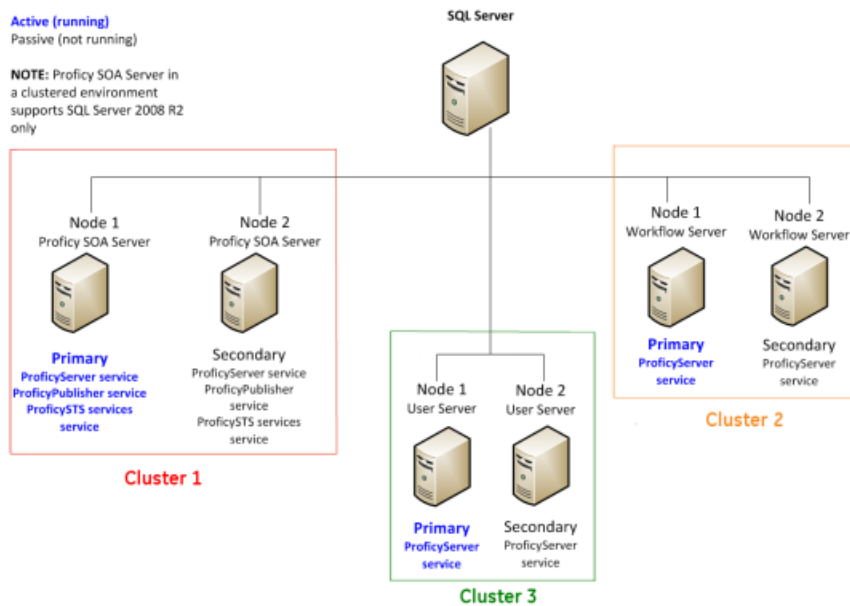 SQL Server
Active (running)
Passive (not running)
NOTE: Proficy SOA Server in
a clustered environment
supports SQL Server 2008 R2
only
Node 1
Proficy SOA Server
Primary
ProficyServer service
ProficyPublisher service
ProficySTS services
service
Node 2
Proficy SOA Server
Secondary
ProficyServer service
ProficyPublisher
service
ProficySTS services
service
Cluster 1
Node 1
Workflow Server
Primary
ProficyServer
service
Node 2
Workflow Server
Secondary
ProficyServer
service
Cluster 2
Node 1
User Server
Primary
ProficyServer
service
Node 2
User Server
Secondary
ProficyServer
service
Cluster 3